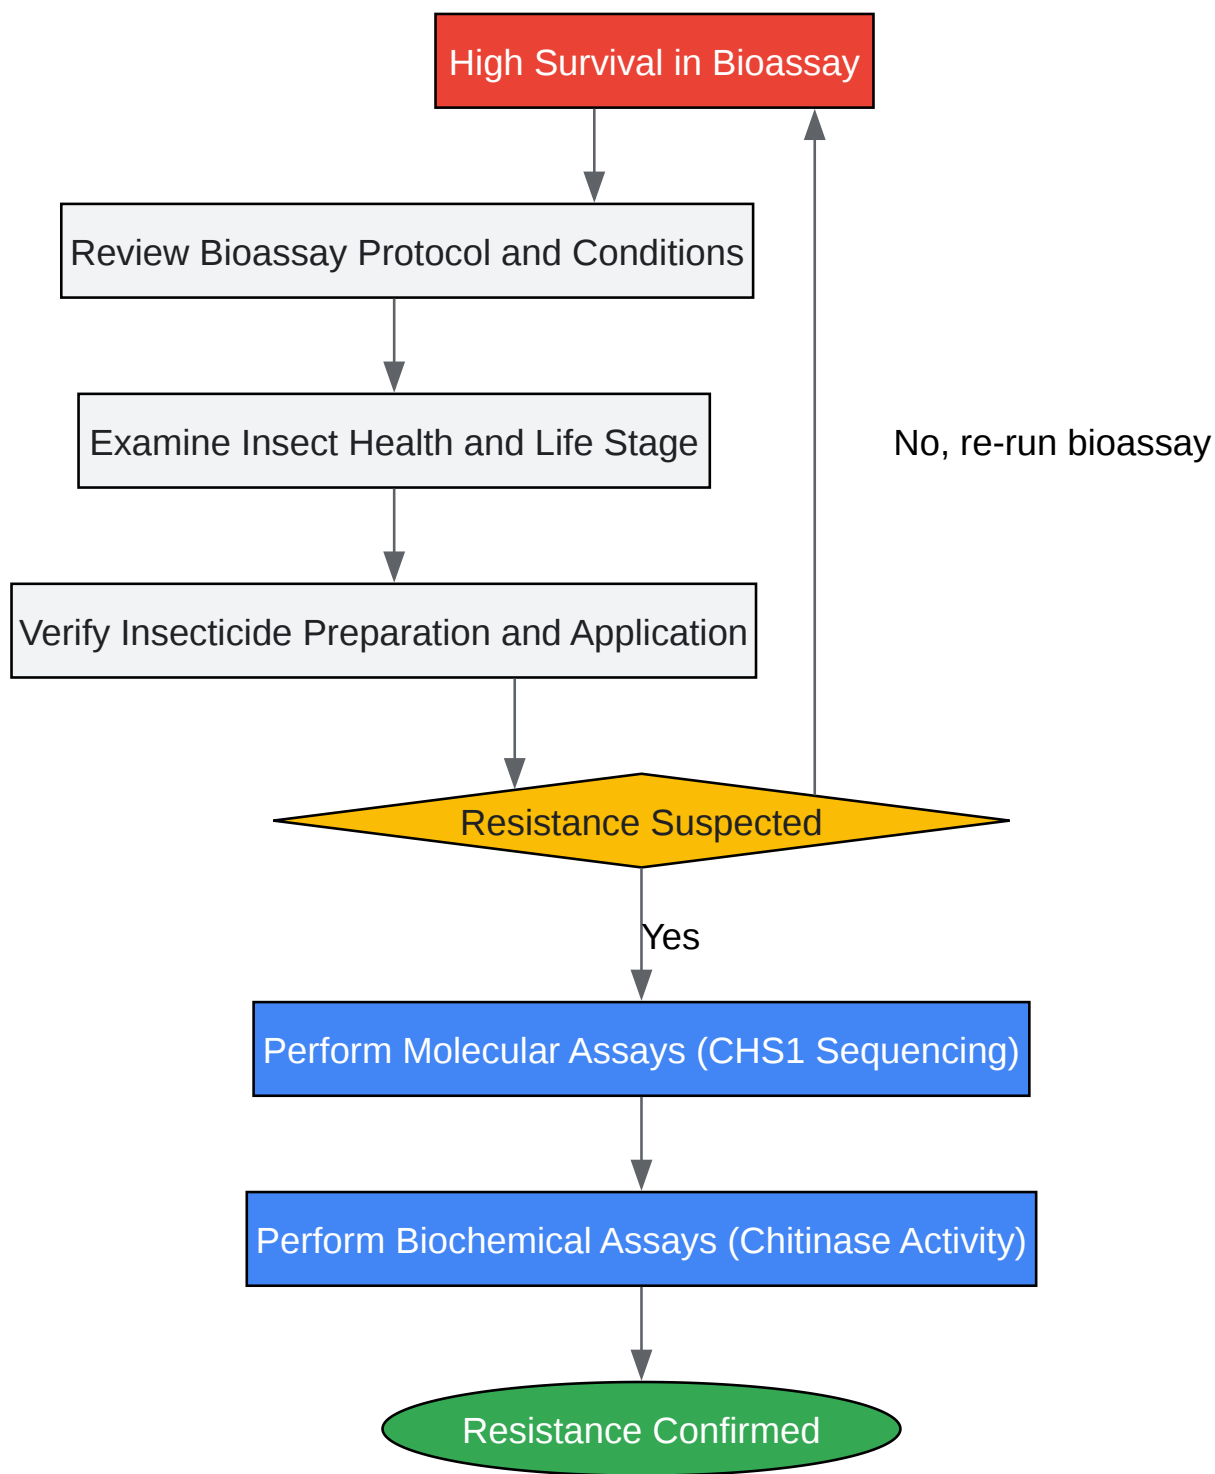 High Survival in Bioassay
Review Bioassay Protocol and Conditions
Examine Insect Health and Life Stage
No, re-run bioassay
Verify Insecticide Preparation and Application
Resistance Suspected
Yes
Perform Molecular Assays (CHS1 Sequencing)
Perform Biochemical Assays (Chitinase Activity)
Resistance Confirmed